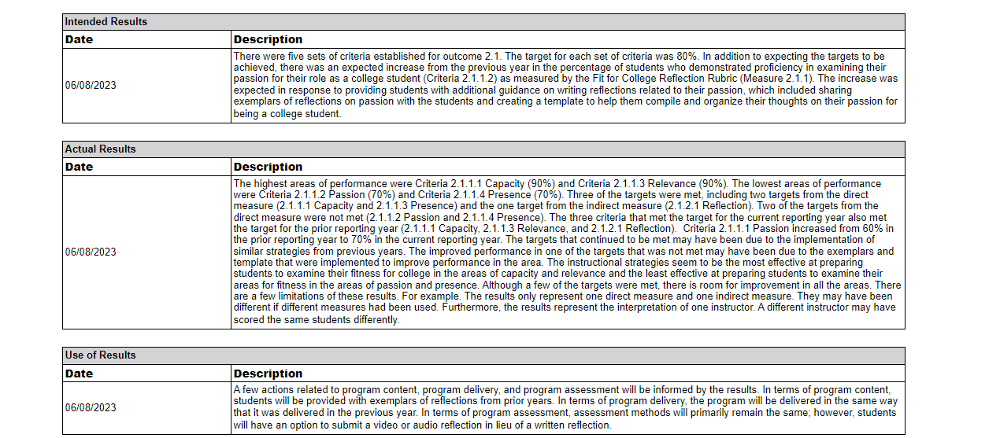 Intended Results
Date Description
06/08/2023
There were five sets of criteria established for outcome 2.1. The target for each set of criteria was 80%. In addition to expecting the targets to be
achieved, there was an expected increase from the previous year in the percentage of students who demonstrated proficiency in examining their
passion for their role as a college student (Criteria 2.1.1.2) as measured by the Fit for College Reflection Rubric (Measure 2.1.1). The increase was
expected in response to providing students with additional guidance on writing reflections related to their passion, which included sharing
exemplars of reflections on passion with the students and creating a template to help them compile and organize their thoughts on their passion for
being a college student.
Actual Results
Date Description
06/08/2023
The highest areas of performance were Criteria 2.1.1.1 Capacity (90%) and Criteria 2.1.1.3 Relevance (90%). The lowest areas of performance
were Criteria 2.1.1.2 Passion (70%) and Criteria 2.1.1.4 Presence (70%). Three of the targets were met, including two targets from the direct
measure (2.1.1.1 Capacity and 2.1.1.3 Presence) and the one target from the indirect measure (2.1.2.1 Reflection). Two of the targets from the
direct measure were not met (2.1.1.2 Passion and 2.1.1.4 Presence). The three criteria that met the target for the current reporting year also met
the target for the prior reporting year (2.1.1.1 Capacity, 2.1.1.3 Relevance, and 2.1.2.1 Reflection).  Criteria 2.1.1.1 Passion increased from 60% in
the prior reporting year to 70% in the current reporting year. The targets that continued to be met may have been due to the implementation of
similar strategies from previous years. The improved performance in one of the targets that was not met may have been due to the exemplars and
template that were implemented to improve performance in the area. The instructional strategies seem to be the most effective at preparing
students to examine their fitness for college in the areas of capacity and relevance and the least effective at preparing students to examine their
areas for fitness in the areas of passion and presence. Although a few of the targets were met, there is room for improvement in all the areas. There
are a few limitations of these results. For example. The results only represent one direct measure and one indirect measure. They may have been
different if different measures had been used. Furthermore, the results represent the interpretation of one instructor. A different instructor may have
scored the same students differently.
Use of Results
Date Description
06/08/2023
A few actions related to program content, program delivery, and program assessment will be informed by the results. In terms of program content,
students will be provided with exemplars of reflections from prior years. In terms of program delivery, the program will be delivered in the same way
that it was delivered in the previous year. In terms of program assessment, assessment methods will primarily remain the same; however, students
will have an option to submit a video or audio reflection in lieu of a written reflection.